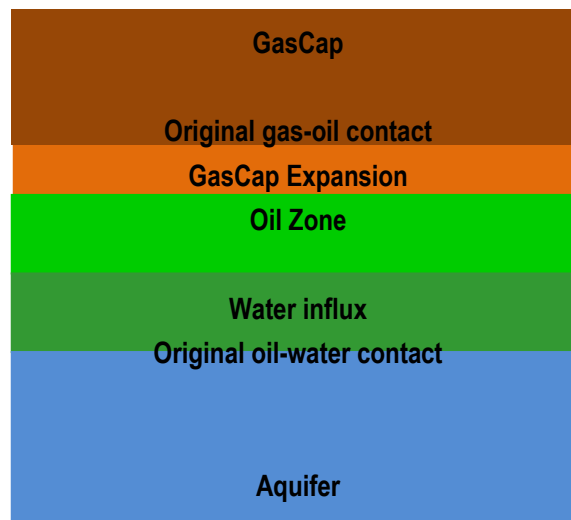 GasCap
Original gas-oil contact
GasCap Expansion
Oil Zone
Water influx
Original oil-water contact
Aquifer